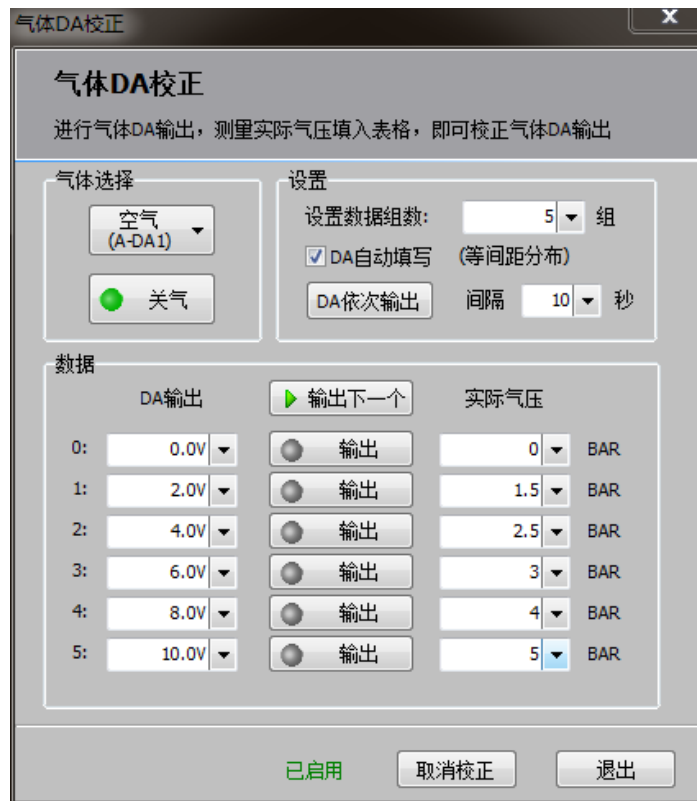 气体DA校正
x
气体DA校正
进行气体DA输出，测量实际气压填入表格，即可校正气体DA输出
气体选择
空气
(A-DA1)
关气
设置
设置数据组数: 5 组
DA自动填写 (等间距分布)
DA依次输出 间隔 10 秒
数据
DA输出 输出下一个 实际气压
0: 0.0V 输出 0 BAR
1: 2.0V 输出 1.5 BAR
2: 4.0V 输出 2.5 BAR
3: 6.0V 输出 3 BAR
4: 8.0V 输出 4 BAR
5: 10.0V 输出 5 BAR
已启用 取消校正 退出